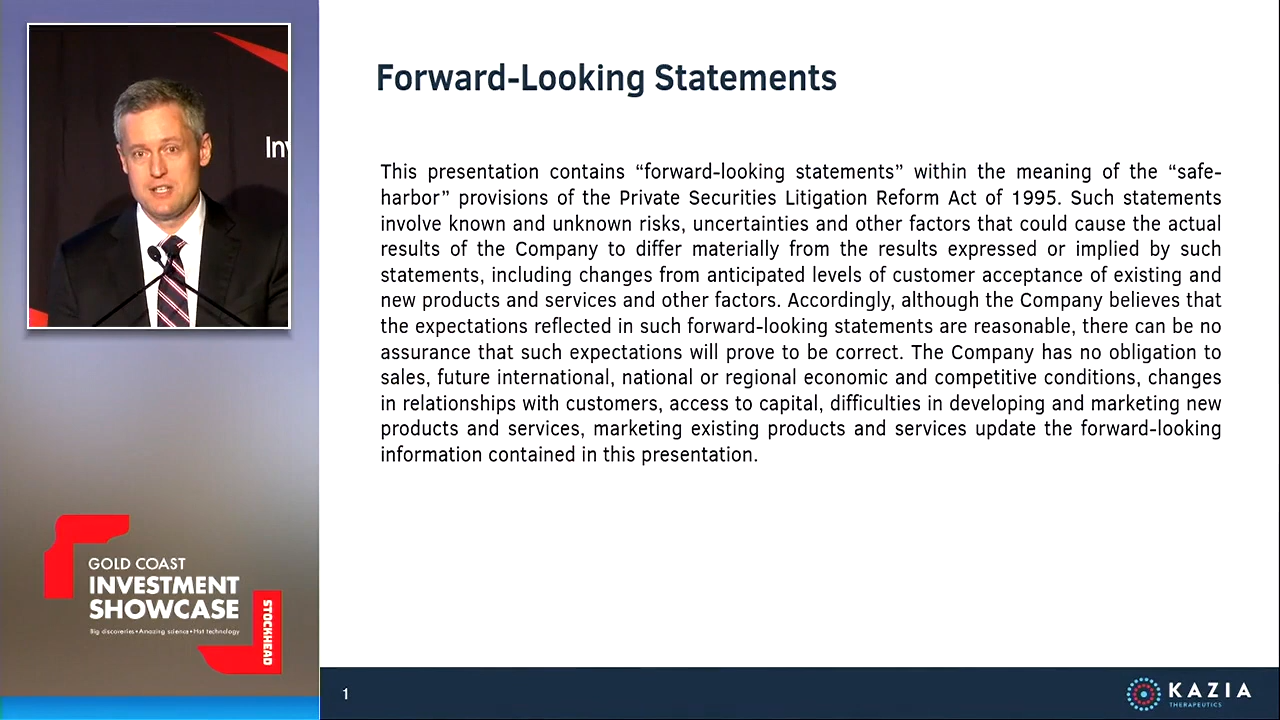 Inv
GOLD COAST
INVESTMENT
SHOWCASE
Big discoveries•Amazing science•Hot technology
STOCKHEAD
Forward-Looking Statements
This presentation contains “forward-looking statements” within the meaning of the “safe-
harbor” provisions of the Private Securities Litigation Reform Act of 1995. Such statements
involve known and unknown risks, uncertainties and other factors that could cause the actual
results of the Company to differ materially from the results expressed or implied by such
statements, including changes from anticipated levels of customer acceptance of existing and
new products and services and other factors. Accordingly, although the Company believes that
the expectations reflected in such forward-looking statements are reasonable, there can be no
assurance that such expectations will prove to be correct. The Company has no obligation to
sales, future international, national or regional economic and competitive conditions, changes
in relationships with customers, access to capital, difficulties in developing and marketing new
products and services, marketing existing products and services update the forward-looking
information contained in this presentation.
1
KAZIA
THERAPEUTICS